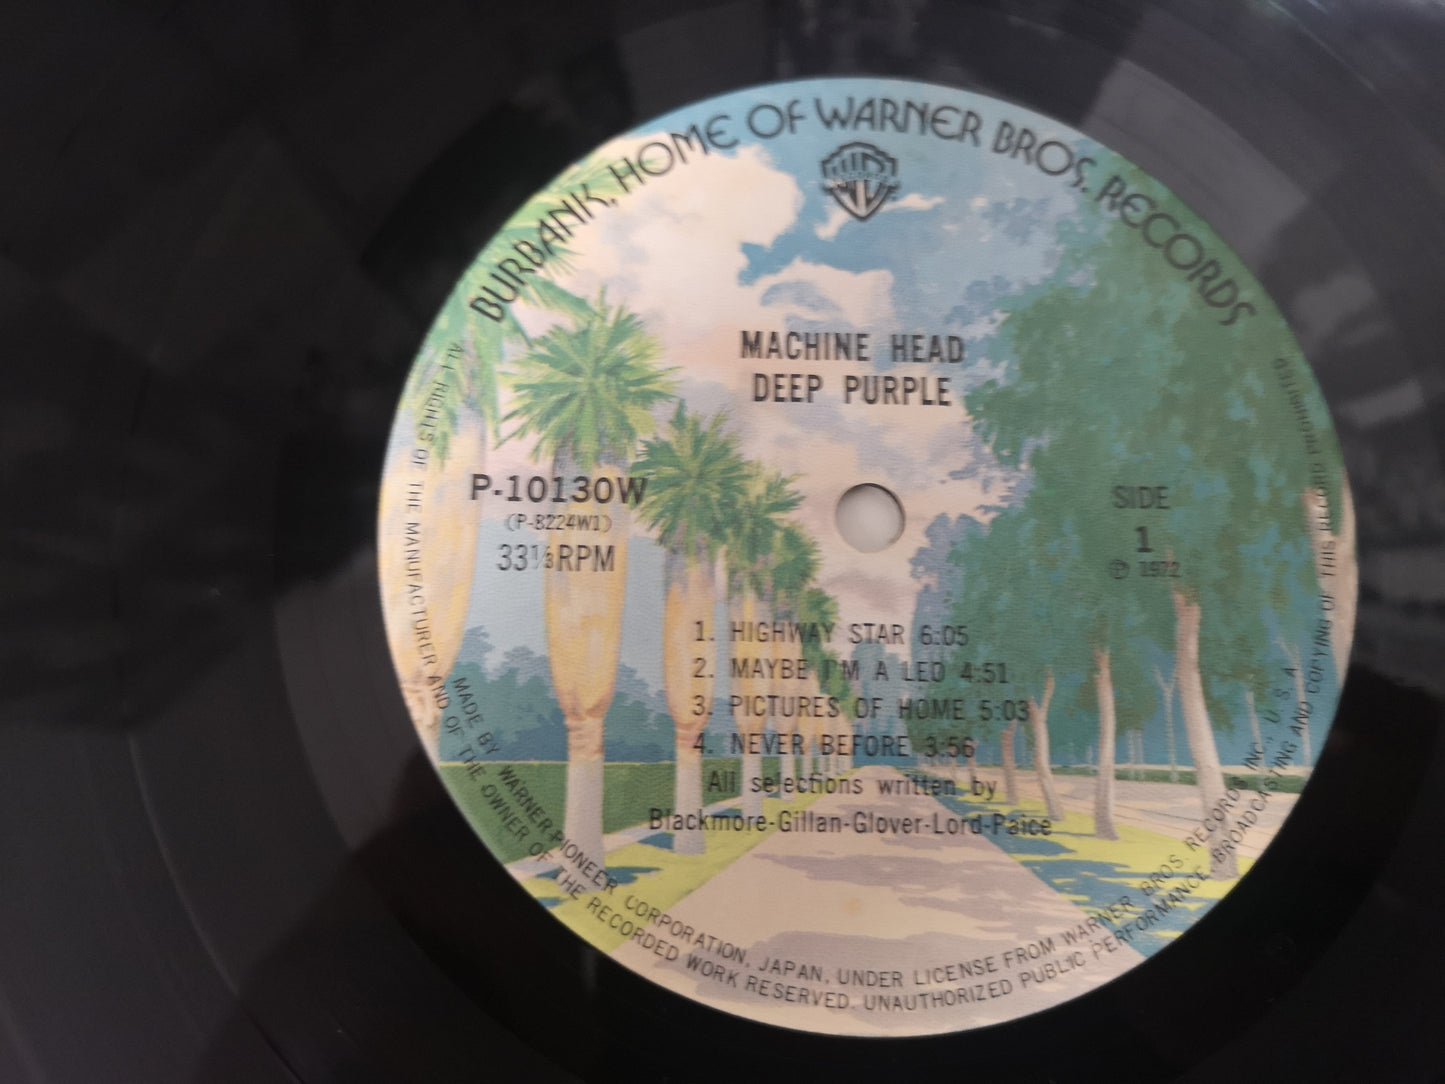 BURBANK, HOME OF WARNER BROS. RECORDS
MACHINE HEAD
DEEP PURPLE
P-10130W
(P-8224W1)
33⅓ RPM
SIDE
1
Ⓟ 1972
1. HIGHWAY STAR 6:05
2. MAYBE I'M A LEO 4:51
3. PICTURES OF HOME 5:03
4. NEVER BEFORE 3:56
All selections written by
Blackmore-Gillan-Glover-Lord-Paice
MADE BY WARNER-PIONEER CORPORATION, JAPAN, UNDER LICENSE FROM WARNER BROS. RECORDS INC., U.S.A.
ALL RIGHTS OF THE MANUFACTURER AND OF THE OWNER OF THE RECORDED WORK RESERVED. UNAUTHORIZED PUBLIC PERFORMANCE, BROADCASTING AND COPYING OF THIS RECORD PROHIBITED